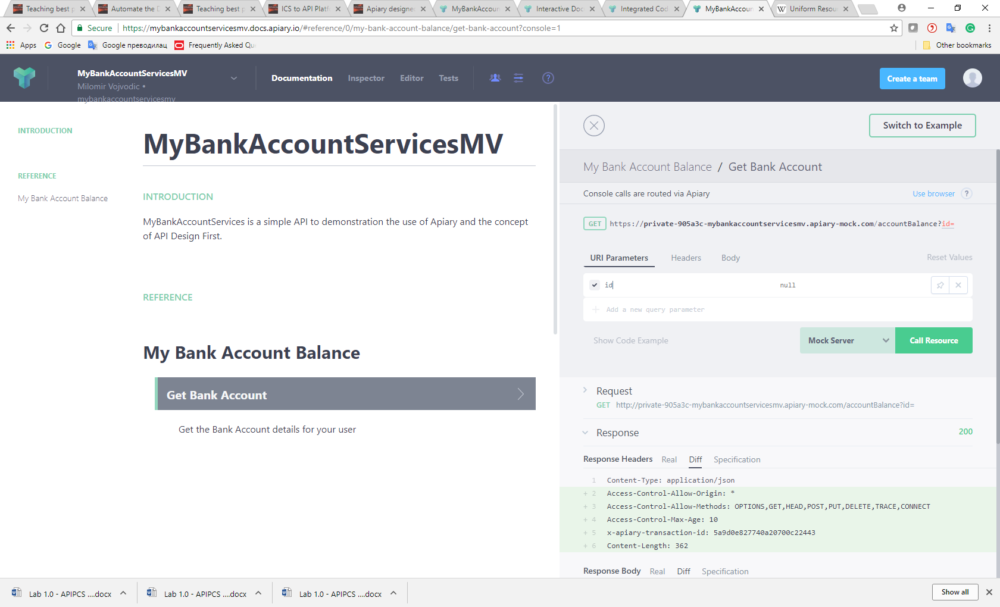 Teaching best p
Automate the D
Teaching best p
ICS to API Platf
Apiary designed
MyBankAccoun
Interactive Doc
Integrated Cod
MyBankAccoun
Uniform Resou
Secure
https://mybankaccountservicesmv.docs.apiary.io/#reference/0/my-bank-account-balance/get-bank-account?console=1
Apps
Google
Google преводилац
Frequently Asked Qu
Other bookmarks
MyBankAccountServicesMV
Milomir Vojvodic •
mybankaccountservicesmv
Documentation
Inspector
Editor
Tests
Create a team
INTRODUCTION
REFERENCE
My Bank Account Balance
MyBankAccountServicesMV
INTRODUCTION
MyBankAccountServices is a simple API to demonstration the use of Apiary and the concept
of API Design First.
REFERENCE
My Bank Account Balance
Get Bank Account
Get the Bank Account details for your user
Switch to Example
My Bank Account Balance / Get Bank Account
Console calls are routed via Apiary
Use browser ?
GET https://private-905a3c-mybankaccountservicesmv.apiary-mock.com/accountBalance?id=
URI Parameters
Headers
Body
Reset Values
id
null
Add a new query parameter
Show Code Example
Mock Server
Call Resource
Request
GET http://private-905a3c-mybankaccountservicesmv.apiary-mock.com/accountBalance?id=
Response
200
Response Headers Real Diff Specification
1 Content-Type: application/json
+ 2 Access-Control-Allow-Origin: *
+ 3 Access-Control-Allow-Methods: OPTIONS,GET,HEAD,POST,PUT,DELETE,TRACE,CONNECT
+ 4 Access-Control-Max-Age: 10
+ 5 x-apiary-transaction-id: 5a9d0e827740a20700c22443
+ 6 Content-Length: 362
Response Body Real Diff Specification
Lab 1.0 - APIPCS ....docx
Lab 1.0 - APIPCS ....docx
Lab 1.0 - APIPCS ....docx
Show all